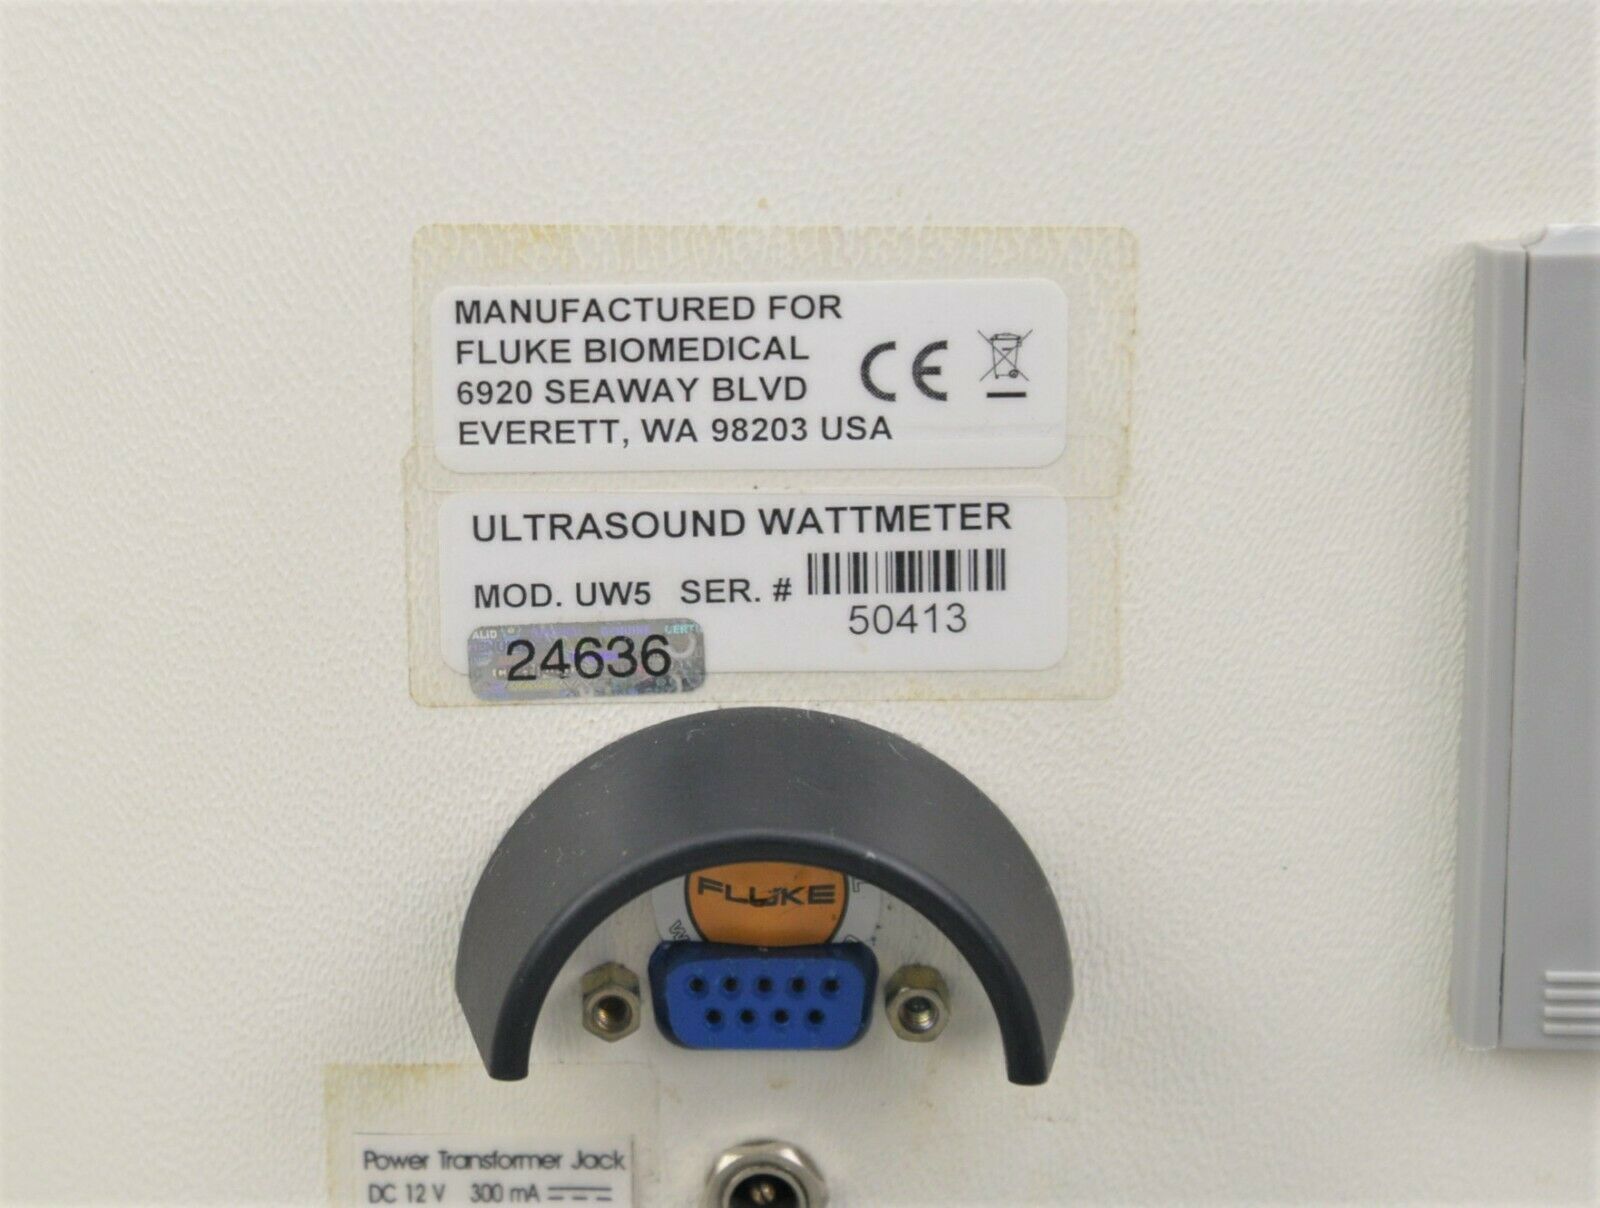 MANUFACTURED FOR
FLUKE BIOMEDICAL
6920 SEAWAY BLVD
EVERETT, WA 98203 USA
CE
ULTRASOUND WATTMETER
MOD. UW5 SER. #
50413
24636
FLUKE
Power Transformer Jack
DC 12 V 300 mA